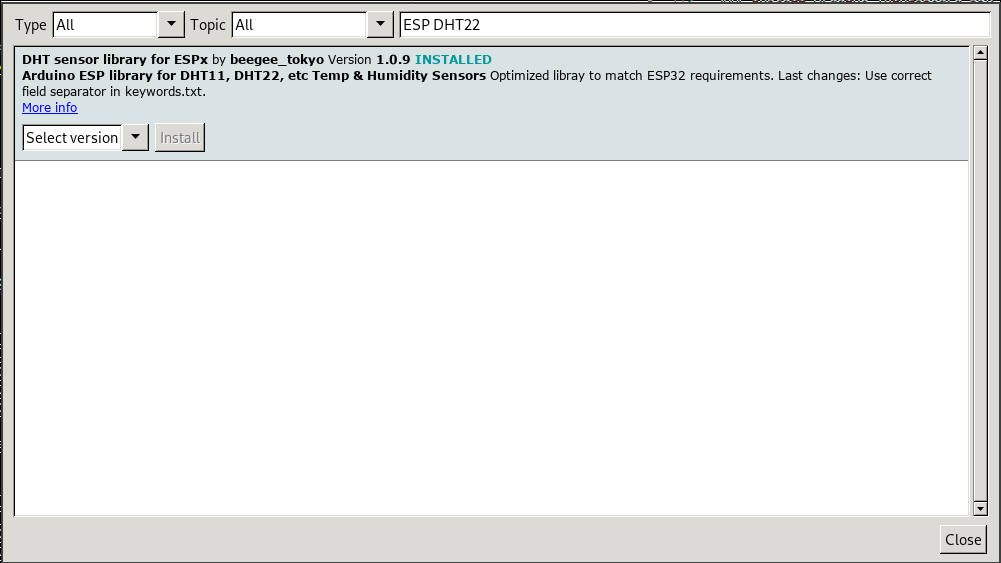 Type All Topic All ESP DHT22
DHT sensor library for ESPx by beegee_tokyo Version 1.0.9 INSTALLED
Arduino ESP library for DHT11, DHT22, etc Temp & Humidity Sensors Optimized libray to match ESP32 requirements. Last changes: Use correct
field separator in keywords.txt.
More info
Select version Install
Close